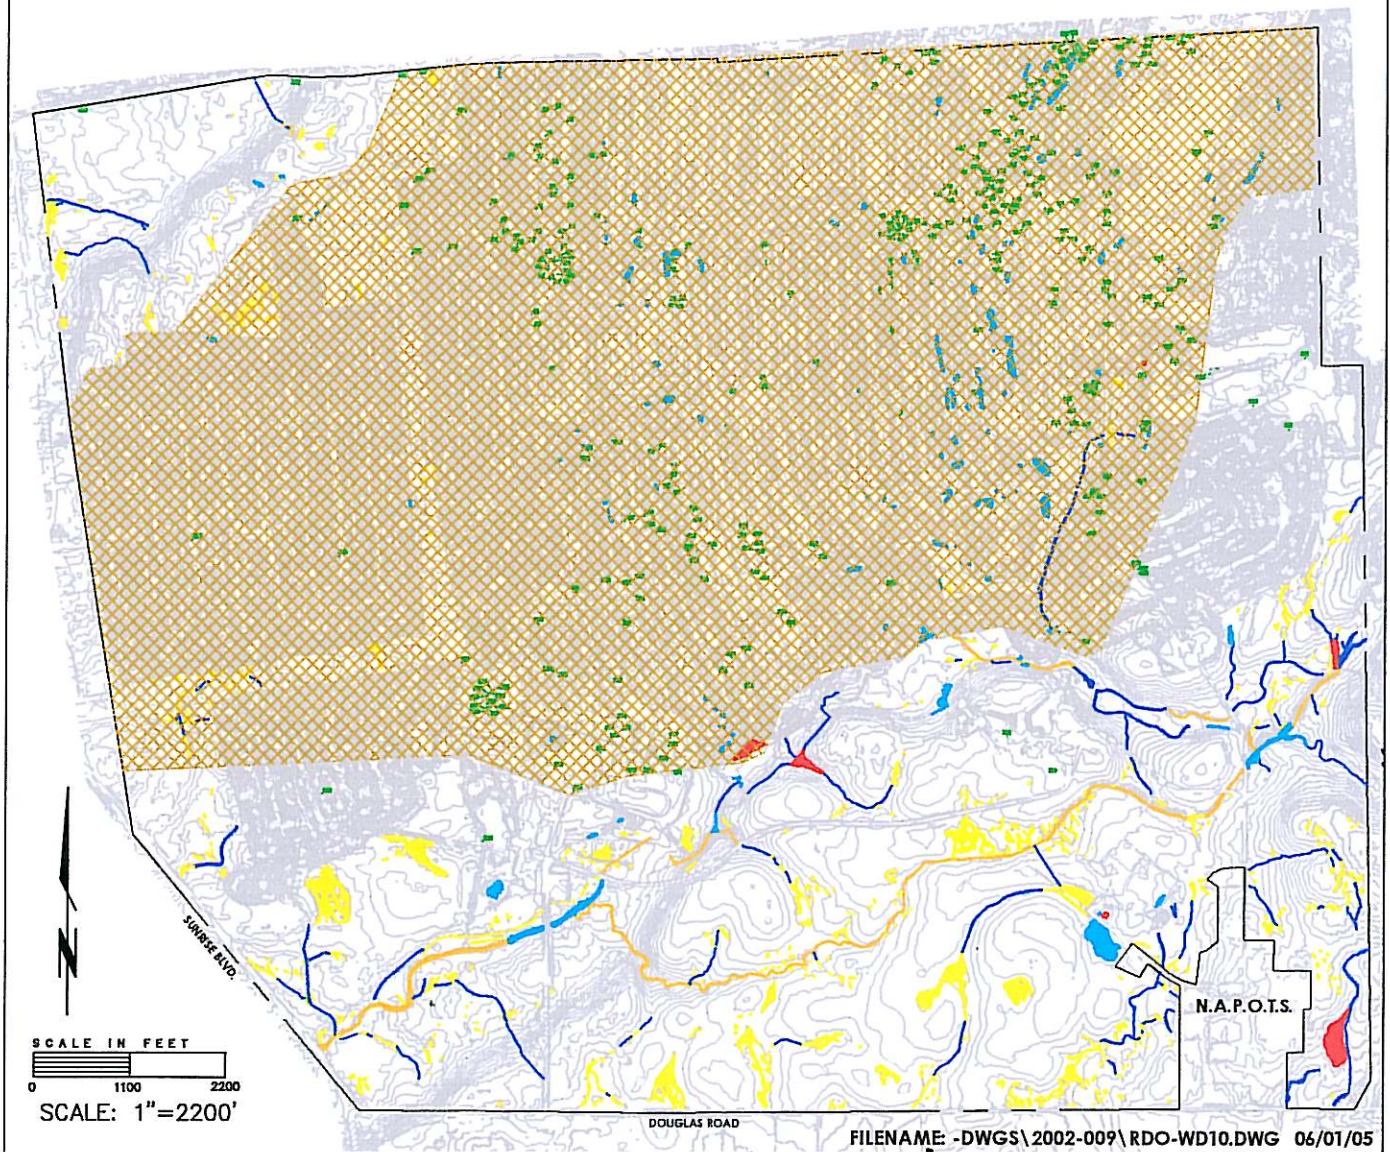 SUNRISE BLVD.
N
N.A.P.O.T.S.
SCALE IN FEET
0 1100 2200
SCALE: 1"=2200'
DOUGLAS ROAD
FILENAME: -DWGS\2002-009\RDO-WD10.DWG 06/01/05